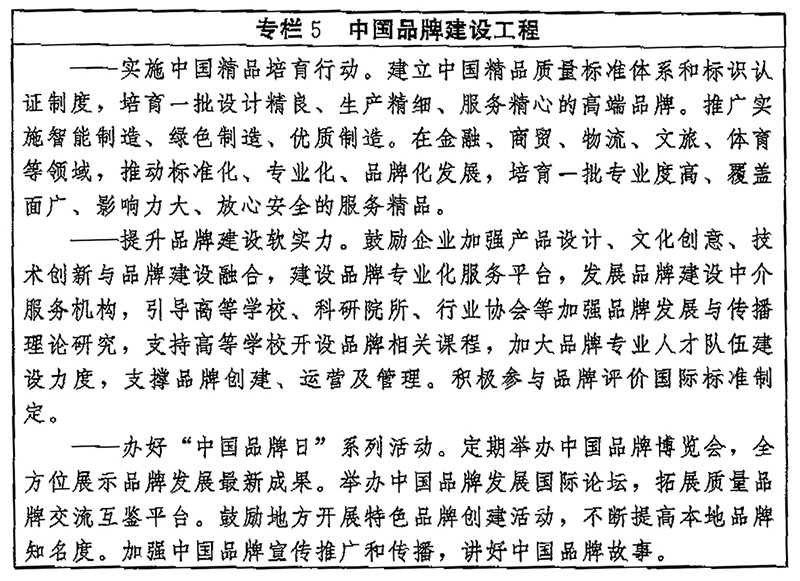 专栏5 中国品牌建设工程
——实施中国精品培育行动。建立中国精品质量标准体系和标识认
证制度，培育一批设计精良、生产精细、服务精心的高端品牌。推广实
施智能制造、绿色制造、优质制造。在金融、商贸、物流、文旅、体育
等领域，推动标准化、专业化、品牌化发展，培育一批专业度高、覆盖
面广、影响力大、放心安全的服务精品。
——提升品牌建设软实力。鼓励企业加强产品设计、文化创意、技
术创新与品牌建设融合，建设品牌专业化服务平台，发展品牌建设中介
服务机构，引导高等学校、科研院所、行业协会等加强品牌发展与传播
理论研究，支持高等学校开设品牌相关课程，加大品牌专业人才队伍建
设力度，支撑品牌创建、运营及管理。积极参与品牌评价国际标准制
定。
——办好“中国品牌日”系列活动。定期举办中国品牌博览会，全
方位展示品牌发展最新成果。举办中国品牌发展国际论坛，拓展质量品
牌交流互鉴平台。鼓励地方开展特色品牌创建活动，不断提高本地品牌
知名度。加强中国品牌宣传推广和传播，讲好中国品牌故事。